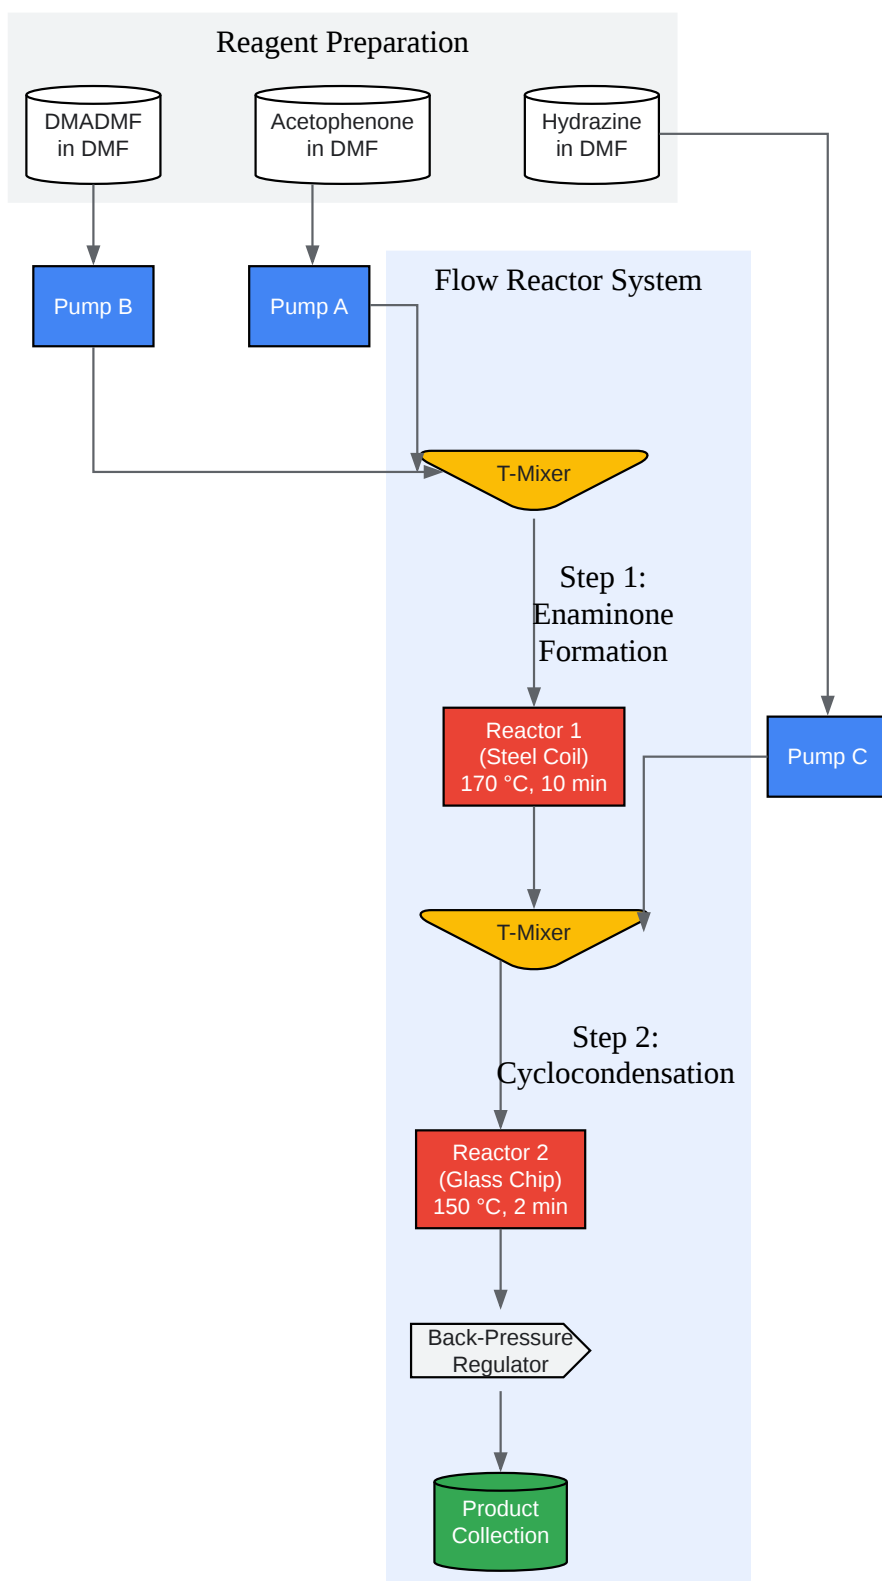 Reagent Preparation
DMADMF
in DMF
Acetophenone
in DMF
Hydrazine
in DMF
Pump B
Pump A
Flow Reactor System
T-Mixer
Step 1:
Enaminone
Formation
Reactor 1
(Steel Coil)
170 °C, 10 min
Pump C
T-Mixer
Step 2:
Cyclocondensation
Reactor 2
(Glass Chip)
150 °C, 2 min
Back-Pressure
Regulator
Product
Collection